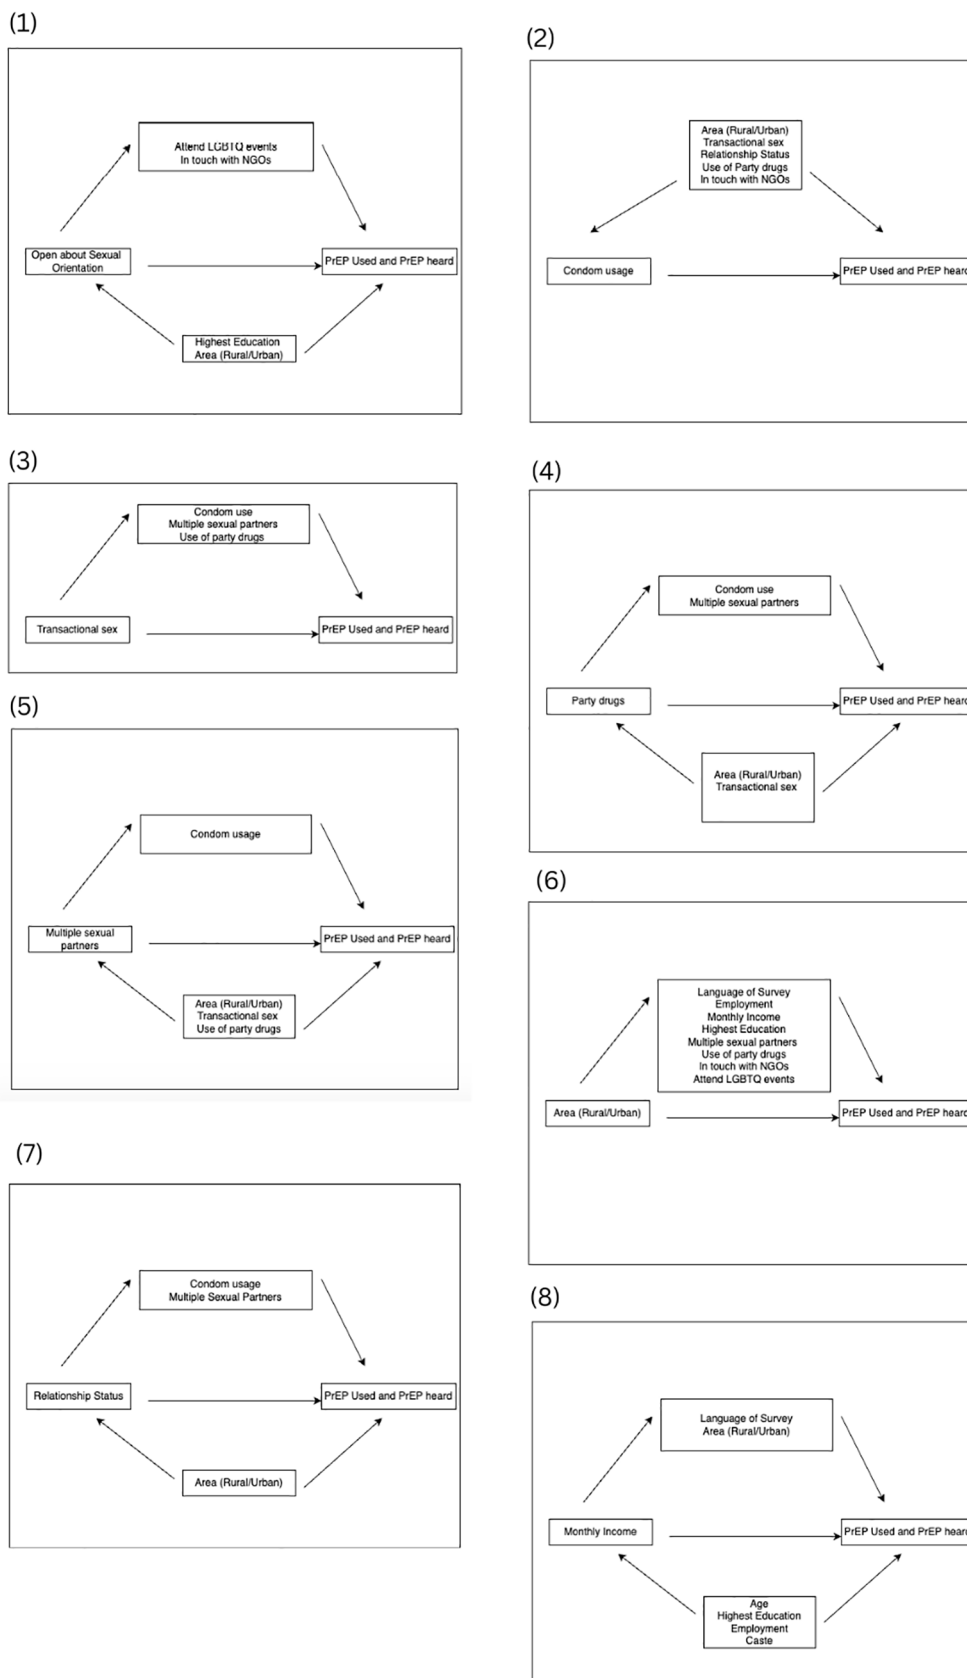 (1)
Attend LGBTQ events
In touch with NGOs
Open about Sexual
Orientation
PrEP Used and PrEP heard
Highest Education
Area (Rural/Urban)
(2)
Area (Rural/Urban)
Transactional sex
Relationship Status
Use of Party drugs
In touch with NGOs
Condom usage
PrEP Used and PrEP heard
(3)
Condom use
Multiple sexual partners
Use of party drugs
Transactional sex
PrEP Used and PrEP heard
(4)
Condom use
Multiple sexual partners
Party drugs
PrEP Used and PrEP heard
Area (Rural/Urban)
Transactional sex
(5)
Condom usage
Multiple sexual
partners
PrEP Used and PrEP heard
Area (Rural/Urban)
Transactional sex
Use of party drugs
(6)
Language of Survey
Employment
Monthly Income
Highest Education
Multiple sexual partners
Use of party drugs
In touch with NGOs
Attend LGBTQ events
Area (Rural/Urban)
PrEP Used and PrEP heard
(7)
Condom usage
Multiple Sexual Partners
Relationship Status
PrEP Used and PrEP heard
Area (Rural/Urban)
(8)
Language of Survey
Area (Rural/Urban)
Monthly Income
PrEP Used and PrEP heard
Age
Highest Education
Employment
Caste